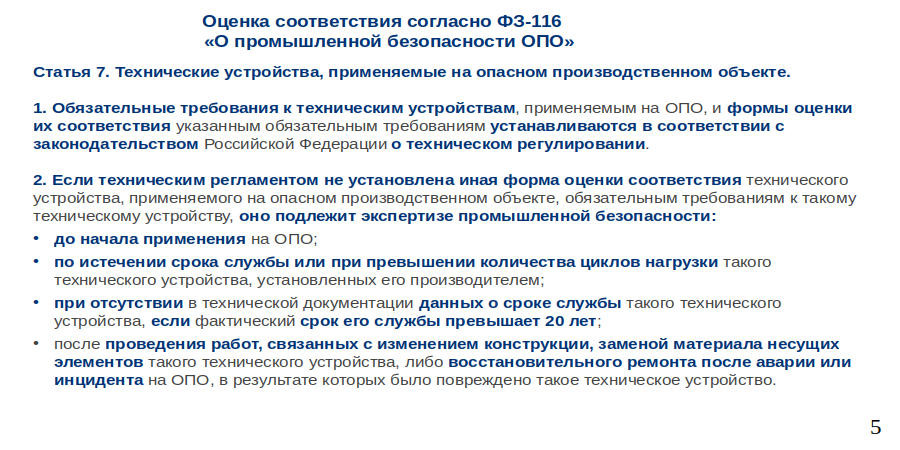 Оценка соответствия согласно ФЗ-116
«О промышленной безопасности ОПО»
Статья 7. Технические устройства, применяемые на опасном производственном объекте.
1. Обязательные требования к техническим устройствам, применяемым на ОПО, и формы оценки
их соответствия указанным обязательным требованиям устанавливаются в соответствии с
законодательством Российской Федерации о техническом регулировании.
2. Если техническим регламентом не установлена иная форма оценки соответствия технического
устройства, применяемого на опасном производственном объекте, обязательным требованиям к такому
техническому устройству, оно подлежит экспертизе промышленной безопасности:
• до начала применения на ОПО;
• по истечении срока службы или при превышении количества циклов нагрузки такого
технического устройства, установленных его производителем;
• при отсутствии в технической документации данных о сроке службы такого технического
устройства, если фактический срок его службы превышает 20 лет;
• после проведения работ, связанных с изменением конструкции, заменой материала несущих
элементов такого технического устройства, либо восстановительного ремонта после аварии или
инцидента на ОПО, в результате которых было повреждено такое техническое устройство.
5